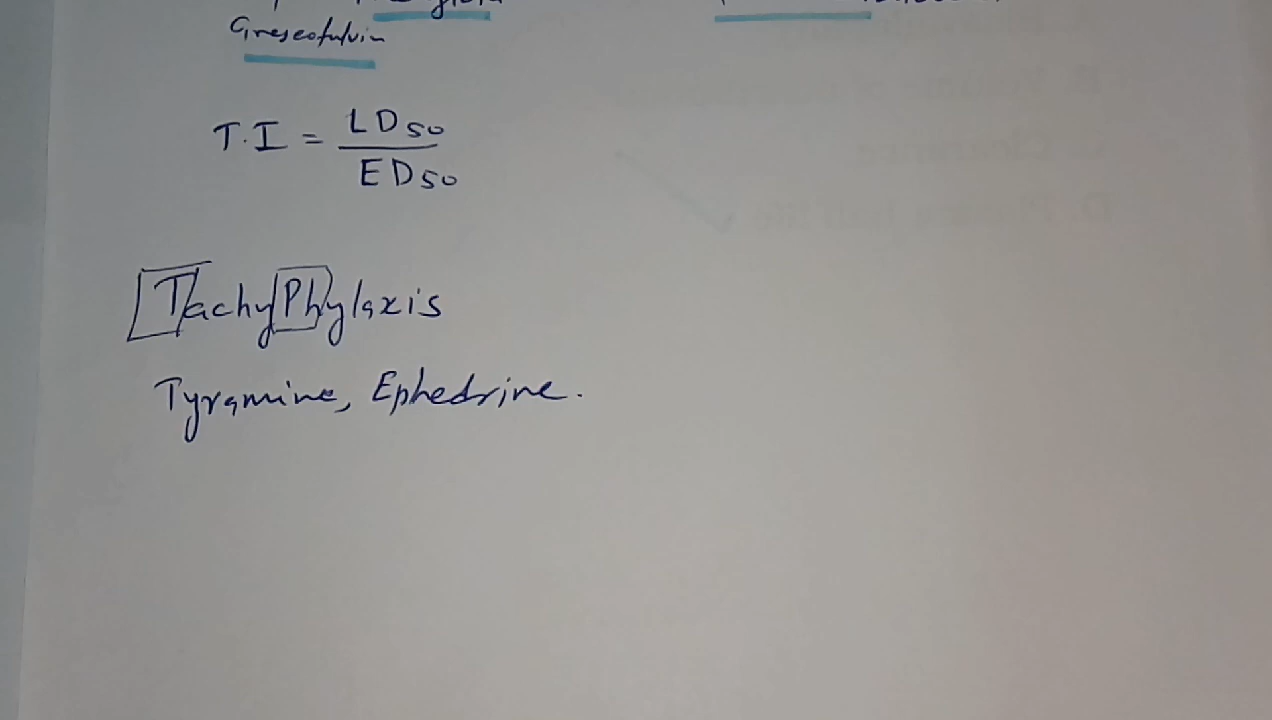 Greseofulvin
T.I = LD50
ED50
TachyPhylaxis
Tyramine, Ephedrine.